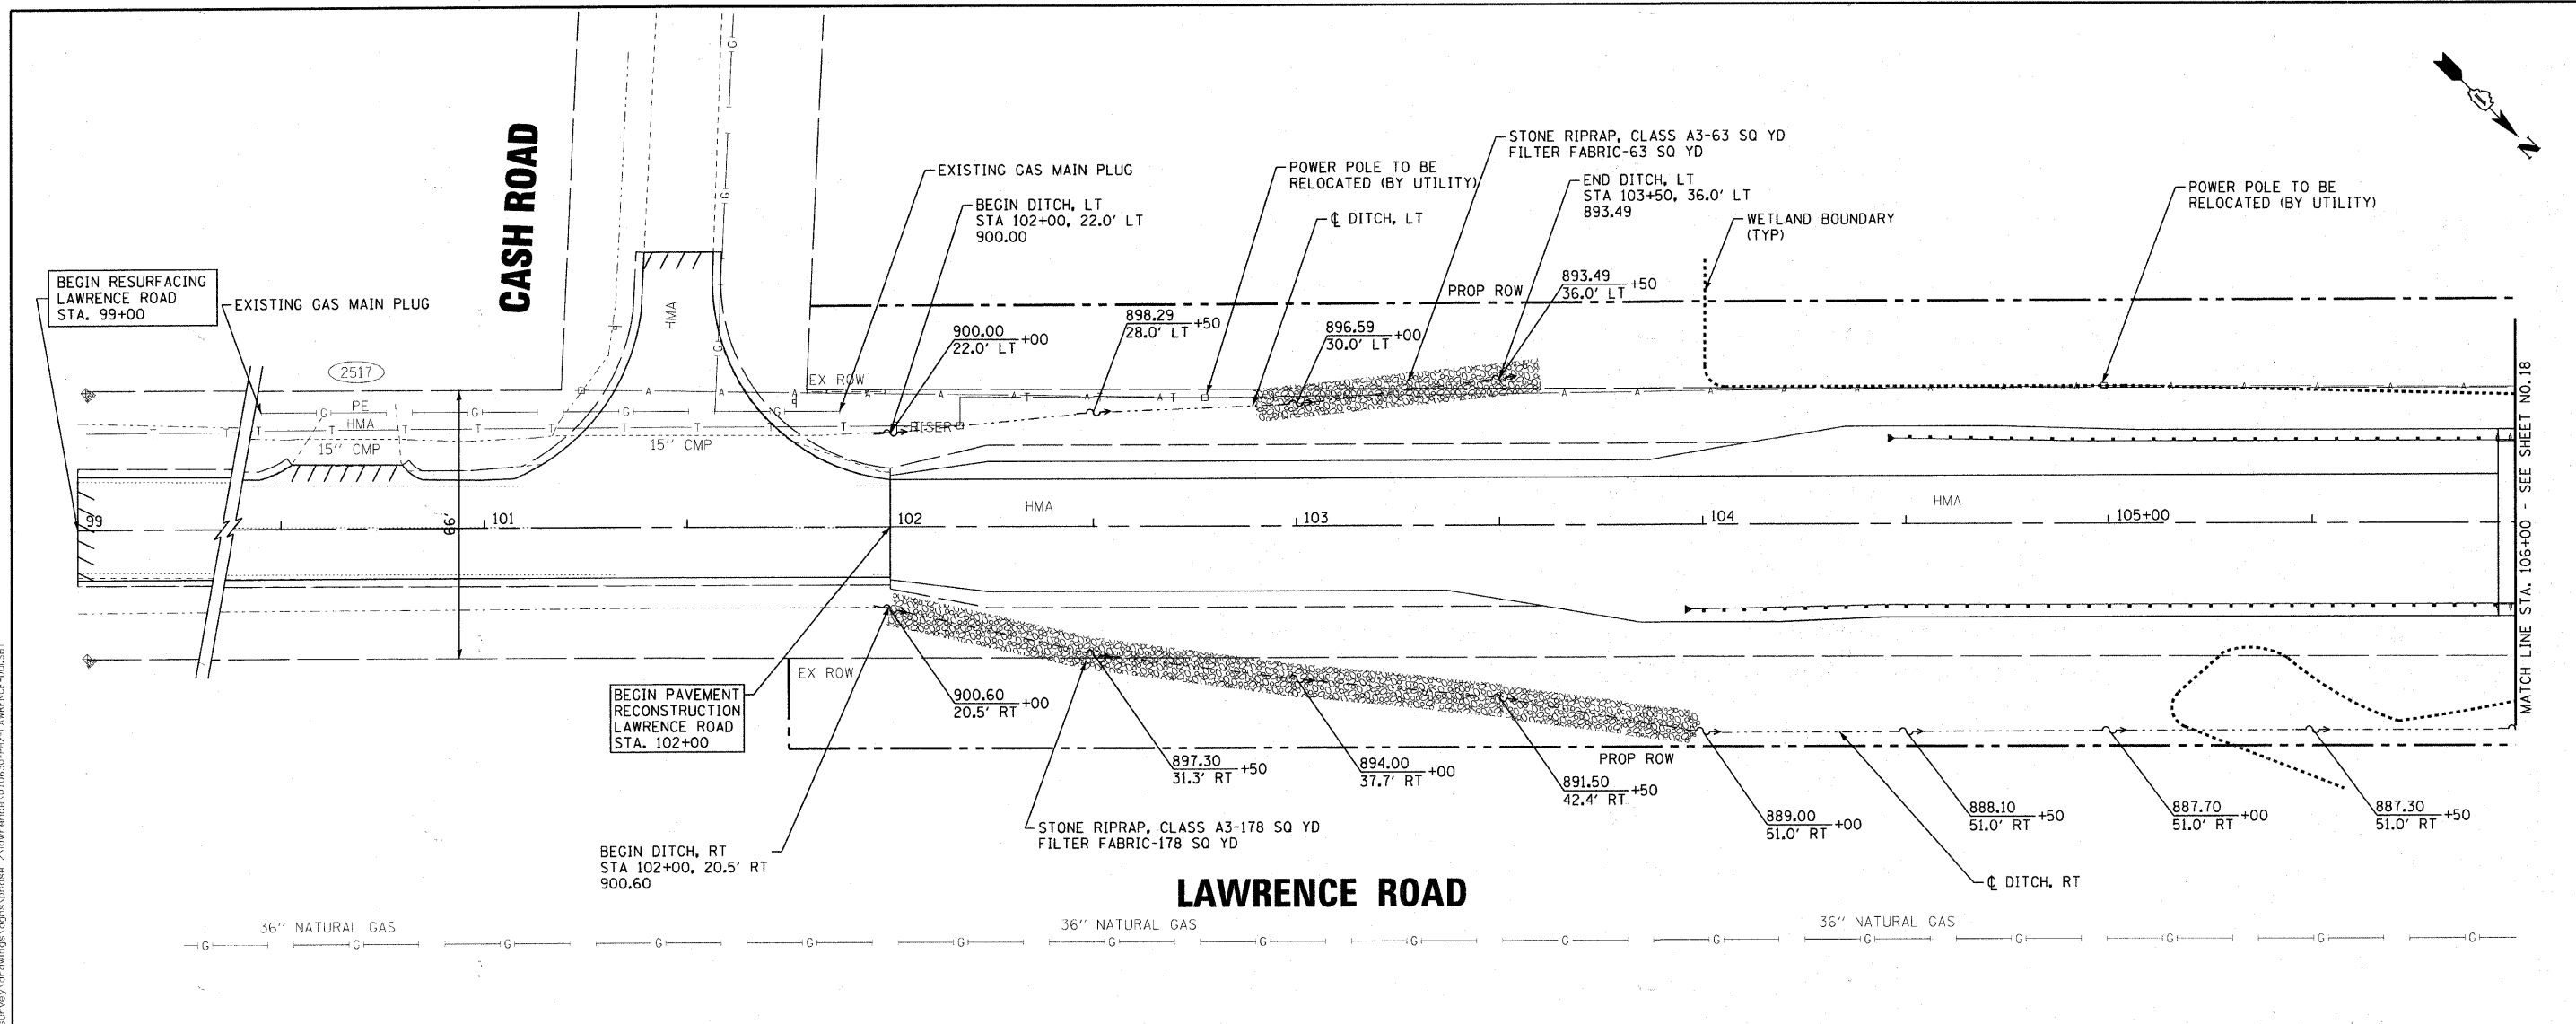 CASH ROAD
G
G
G
N
STONE RIPRAP, CLASS A3-63 SQ YD
FILTER FABRIC-63 SQ YD
EXISTING GAS MAIN PLUG
POWER POLE TO BE
RELOCATED (BY UTILITY)
END DITCH, LT
STA 103+50, 36.0' LT
893.49
POWER POLE TO BE
RELOCATED (BY UTILITY)
BEGIN DITCH, LT
STA 102+00, 22.0' LT
900.00
℄ DITCH, LT
WETLAND BOUNDARY
(TYP)
BEGIN RESURFACING
LAWRENCE ROAD
STA. 99+00
EXISTING GAS MAIN PLUG
HMA
893.49 +50
36.0' LT
PROP ROW
898.29 +50
28.0' LT
900.00 +00
22.0' LT
896.59 +00
30.0' LT
2517
EX ROW
PE
HMA
15" CMP
15" CMP
RISER
66'
99
101
102
103
104
105+00
HMA
HMA
MATCH LINE STA. 106+00 - SEE SHEET NO.18
EX ROW
BEGIN PAVEMENT
RECONSTRUCTION
LAWRENCE ROAD
STA. 102+00
900.60 +00
20.5' RT
897.30 +50
31.3' RT
894.00 +00
37.7' RT
891.50 +50
42.4' RT
PROP ROW
889.00 +00
51.0' RT
888.10 +50
51.0' RT
887.70 +00
51.0' RT
887.30 +50
51.0' RT
STONE RIPRAP, CLASS A3-178 SQ YD
FILTER FABRIC-178 SQ YD
BEGIN DITCH, RT
STA 102+00, 20.5' RT
900.60
℄ DITCH, RT
LAWRENCE ROAD
36" NATURAL GAS
36" NATURAL GAS
36" NATURAL GAS
G G G G G G G G G G G G G G G G